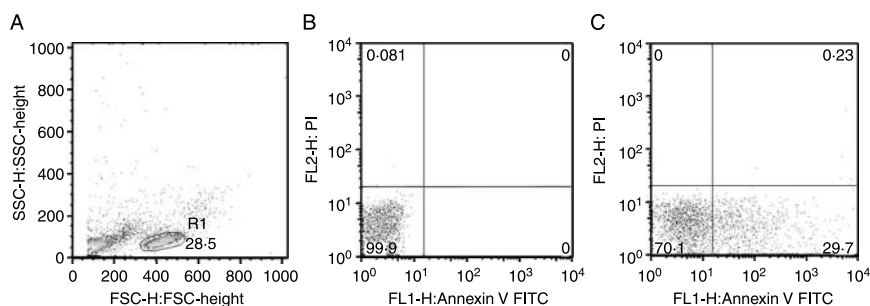 A
SSC-H:SSC-height
1000
800
600
400
200
0
R1
28·5
0 200 400 600 800 1000
FSC-H:FSC-height
B
FL2-H: PI
10⁴
10³
10²
10¹
10⁰
0·081 0
99·9 0
10⁰ 10¹ 10² 10³ 10⁴
FL1-H:Annexin V FITC
C
FL2-H: PI
10⁴
10³
10²
10¹
10⁰
0 0·23
70·1 29·7
10⁰ 10¹ 10² 10³ 10⁴
FL1-H:Annexin V FITC